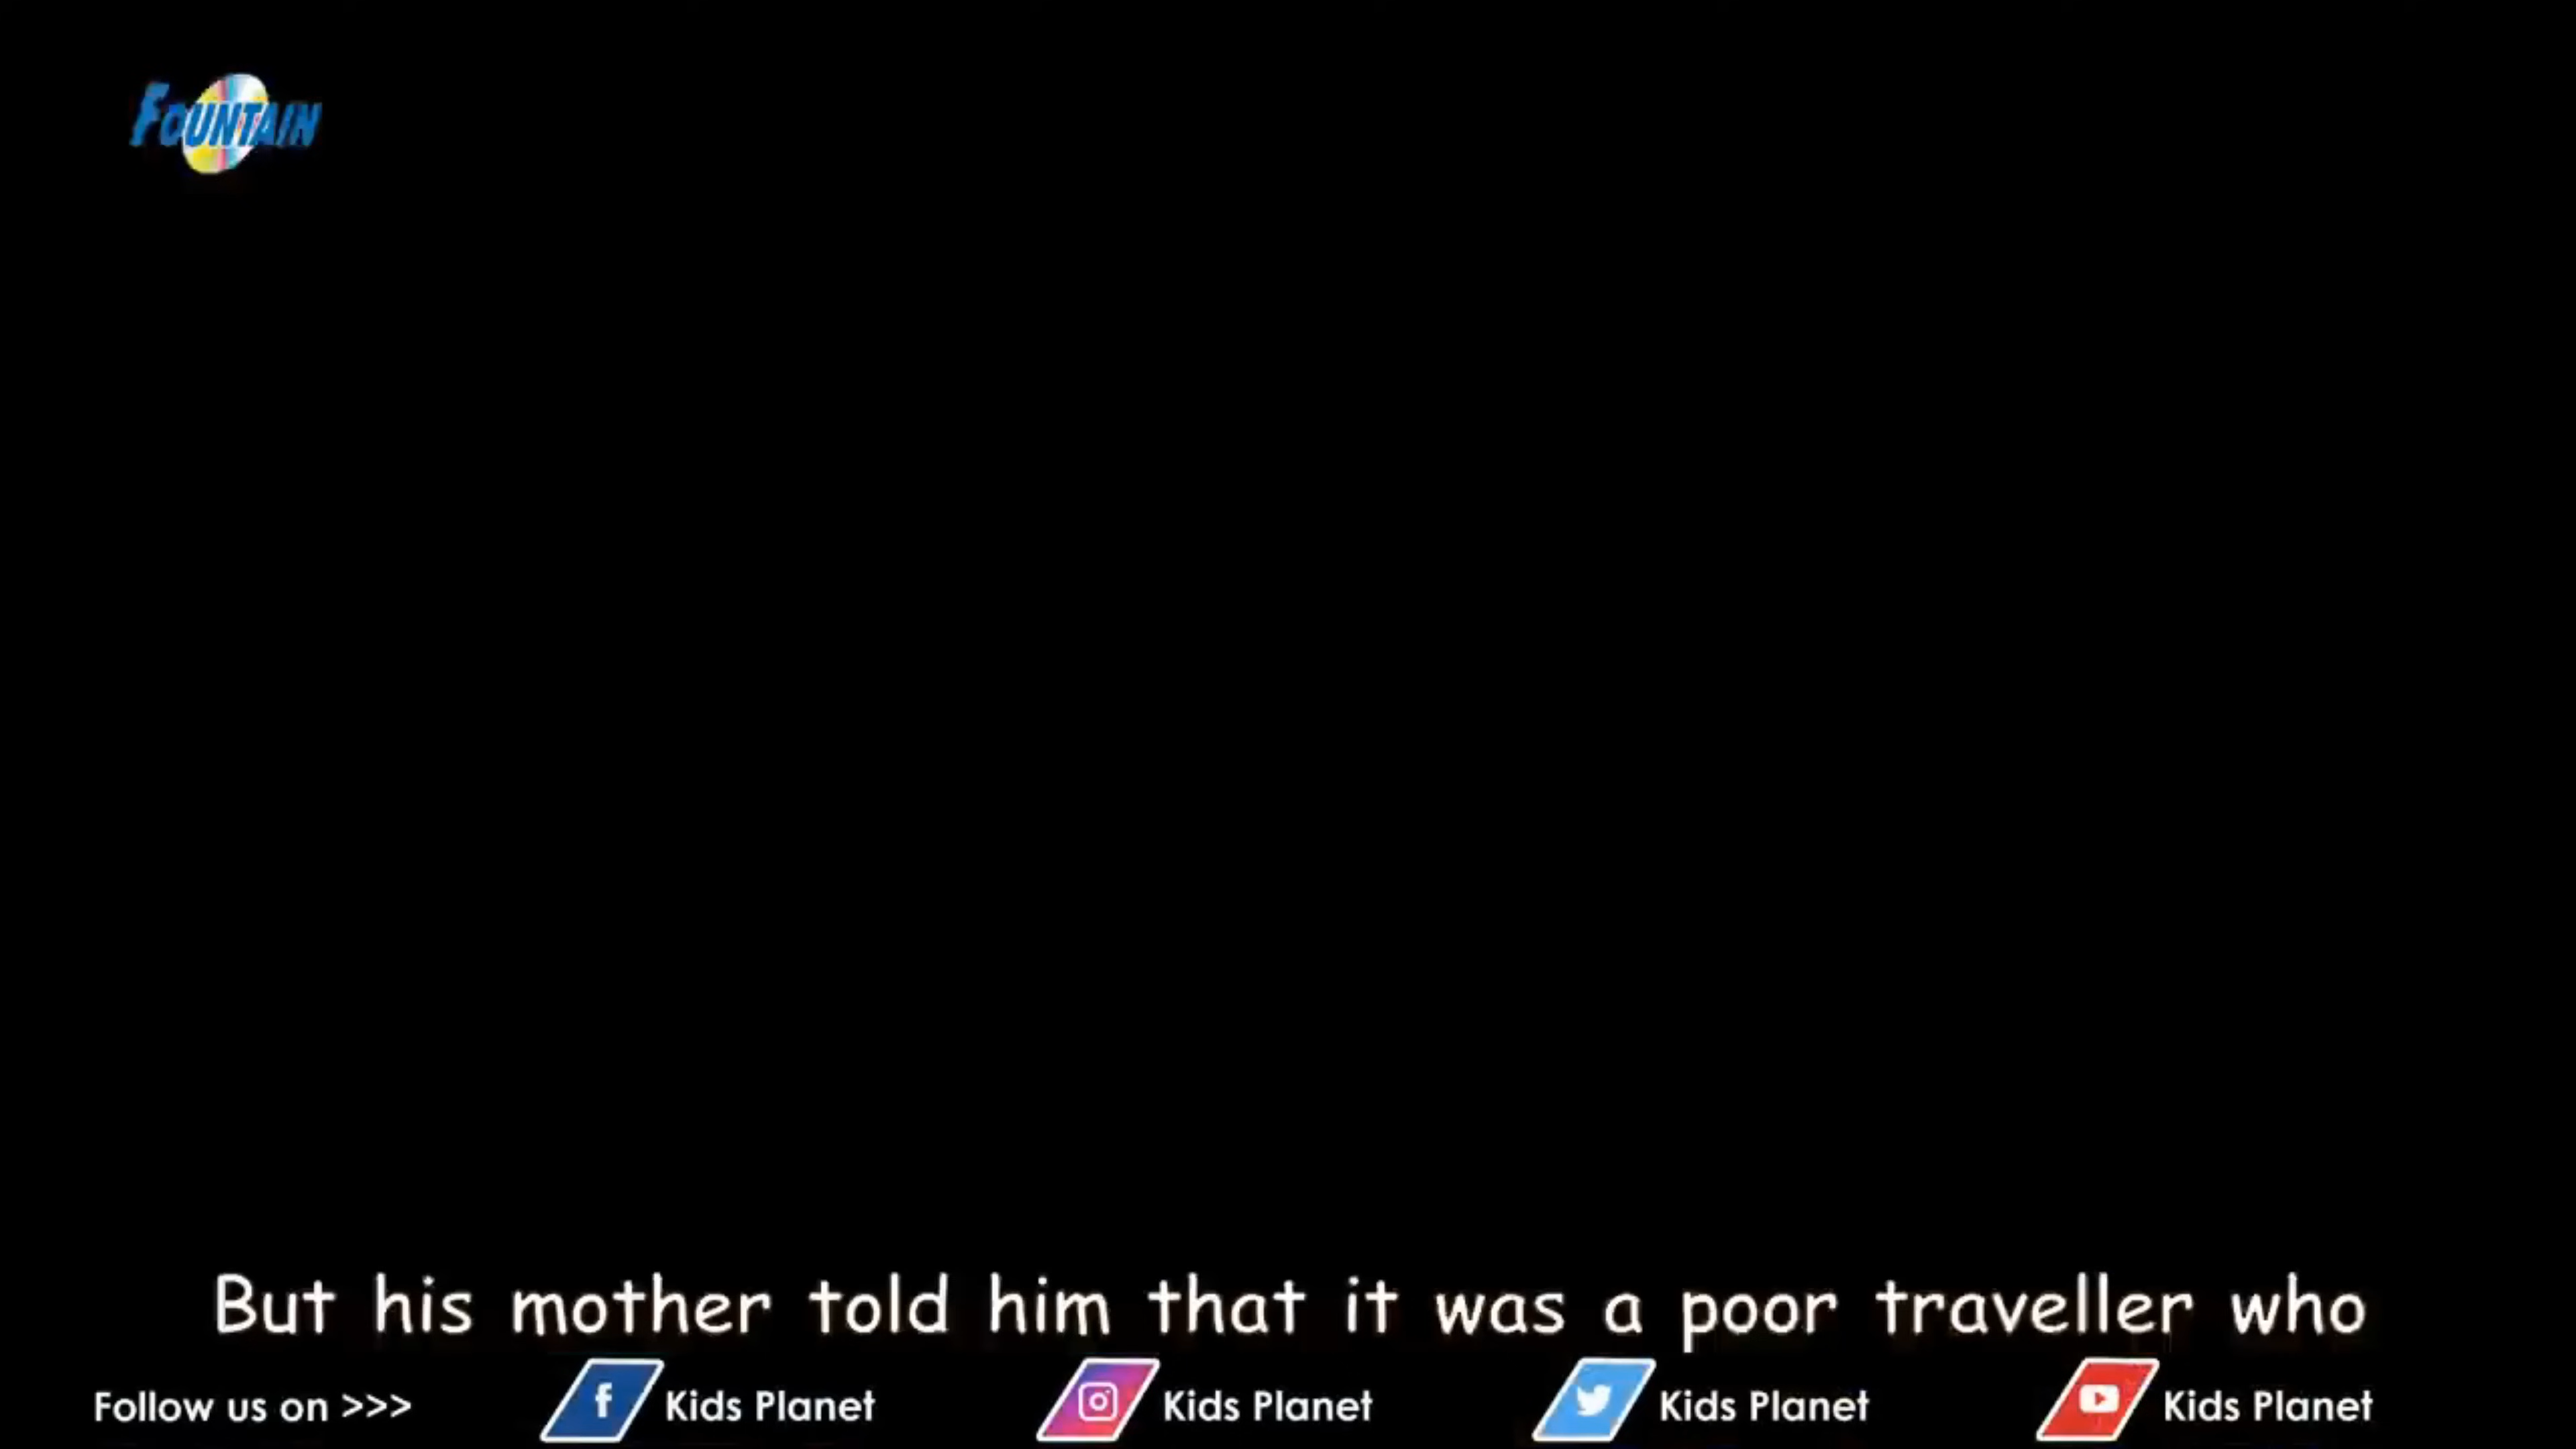 FOUNTAIN
But his mother told him that it was a poor traveller who
Follow us on >>> Kids Planet Kids Planet Kids Planet Kids Planet